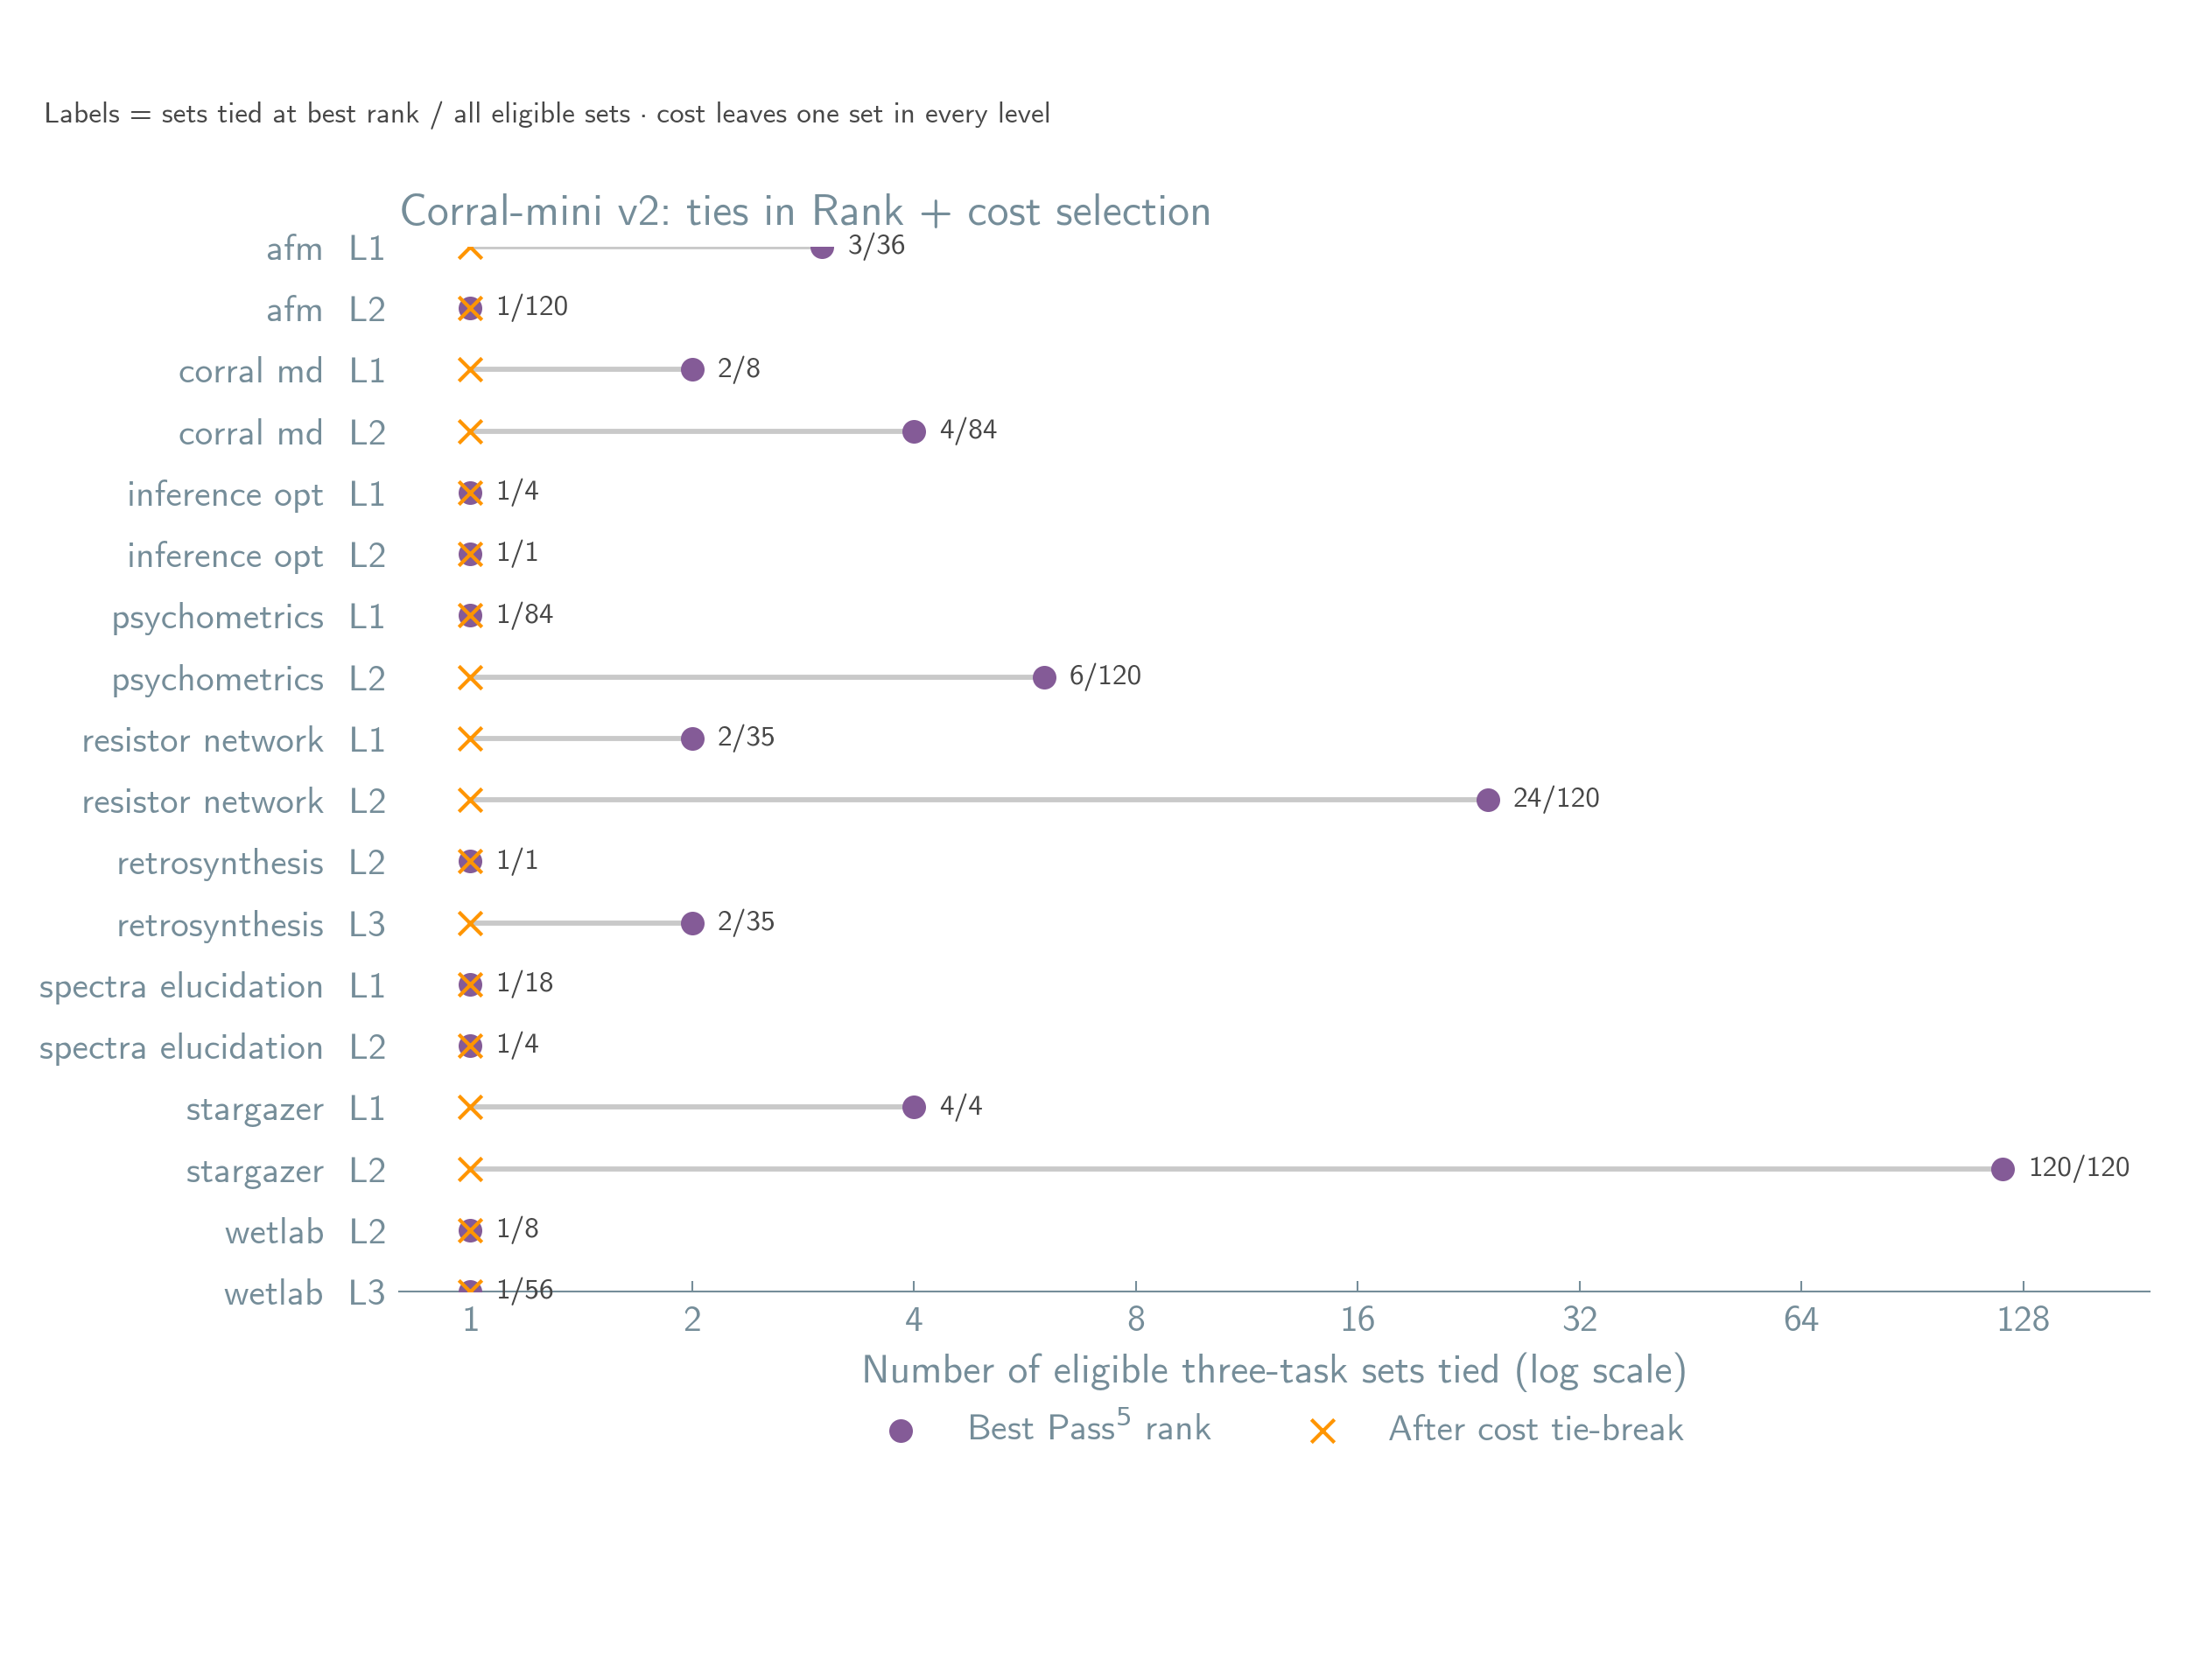 Labels = sets tied at best rank / all eligible sets · cost leaves one set in every level
Corral-mini v2: ties in Rank + cost selection
afm L1 3/36
afm L2 1/120
corral md L1 2/8
corral md L2 4/84
inference opt L1 1/4
inference opt L2 1/1
psychometrics L1 1/84
psychometrics L2 6/120
resistor network L1 2/35
resistor network L2 24/120
retrosynthesis L2 1/1
retrosynthesis L3 2/35
spectra elucidation L1 1/18
spectra elucidation L2 1/4
stargazer L1 4/4
stargazer L2 120/120
wetlab L2 1/8
wetlab L3 1/56
1 2 4 8 16 32 64 128
Number of eligible three-task sets tied (log scale)
Best Pass⁵ rank After cost tie-break